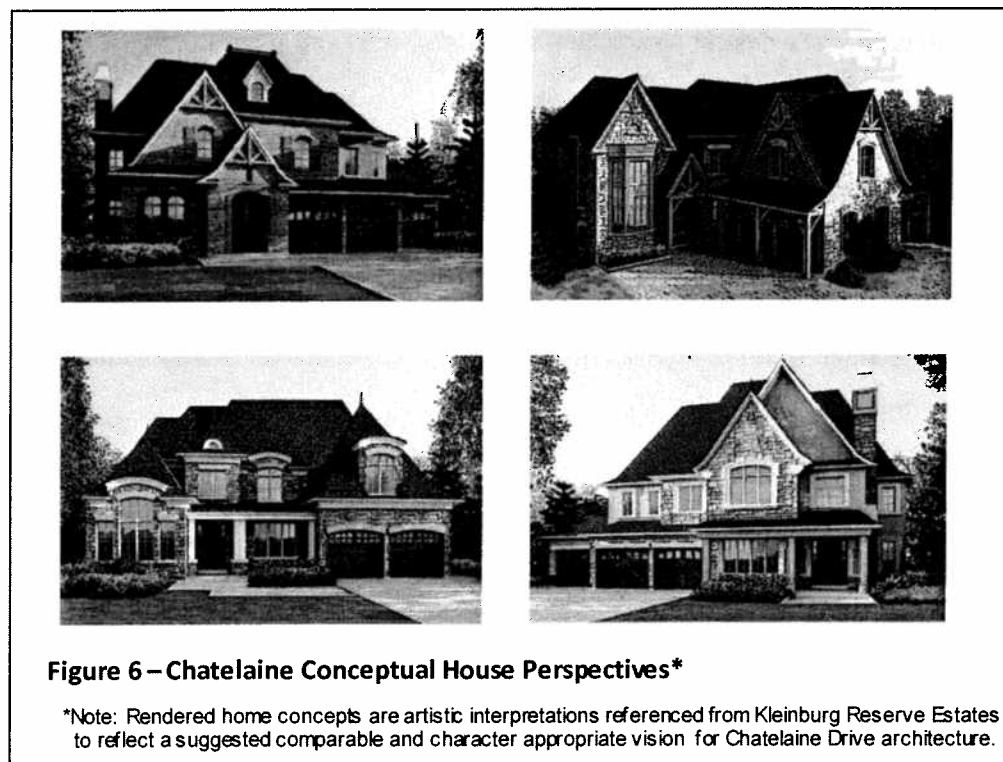 Figure 6 – Chatelaine Conceptual House Perspectives*
*Note: Rendered home concepts are artistic interpretations referenced from Kleinburg Reserve Estates
to reflect a suggested comparable and character appropriate vision for Chatelaine Drive architecture.